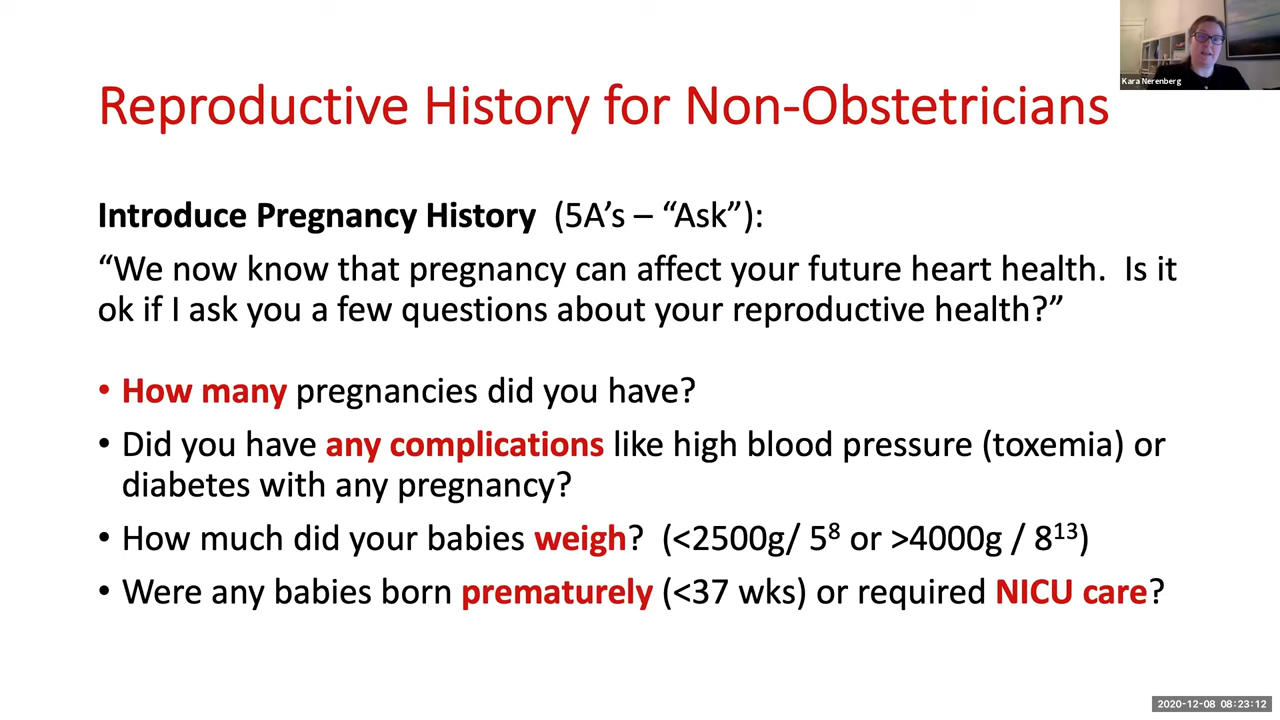 Kara Nerenberg
Reproductive History for Non-Obstetricians
Introduce Pregnancy History (5A’s – “Ask”):
“We now know that pregnancy can affect your future heart health. Is it
ok if I ask you a few questions about your reproductive health?”
• How many pregnancies did you have?
• Did you have any complications like high blood pressure (toxemia) or
diabetes with any pregnancy?
• How much did your babies weigh? (<2500g/ 5⁸ or >4000g / 8¹³)
• Were any babies born prematurely (<37 wks) or required NICU care?
2020-12-08 08:23:12